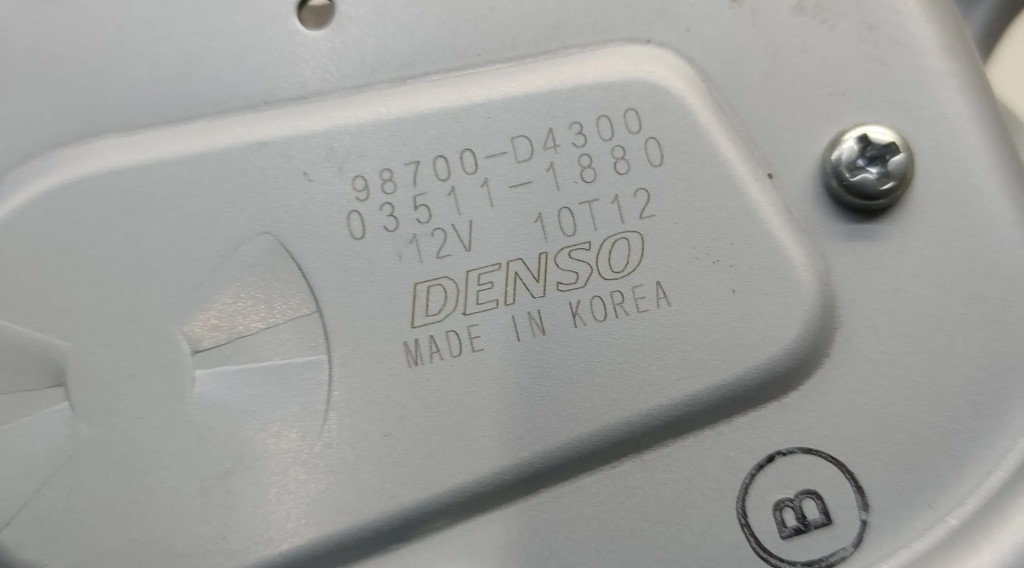 98700-D4300
03511-1880
12V 10T12
DENSO
MADE IN KOREA
B